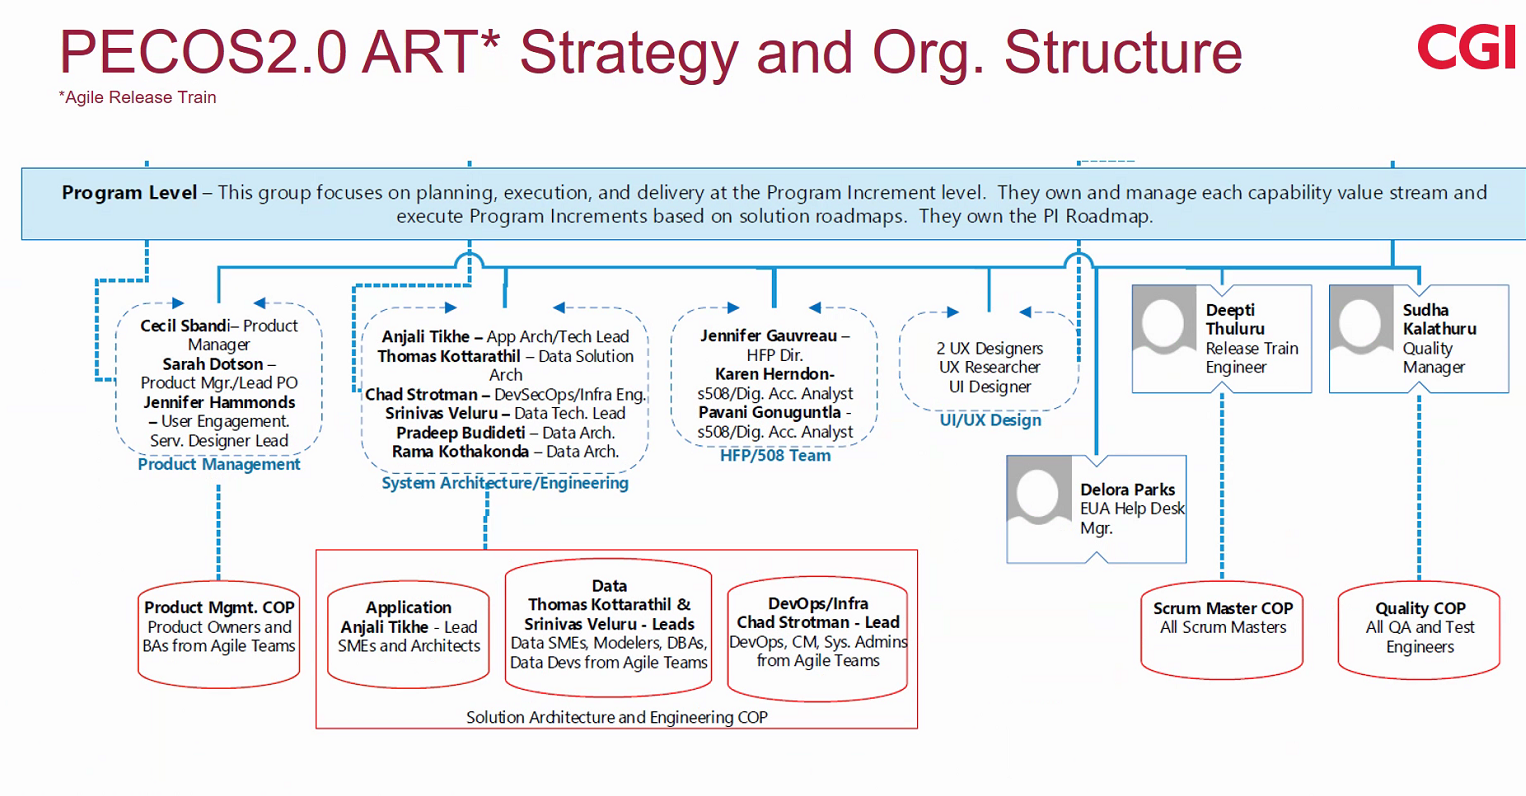 PECOS2.0 ART* Strategy and Org. Structure
CGI
*Agile Release Train
Program Level – This group focuses on planning, execution, and delivery at the Program Increment level. They own and manage each capability value stream and
execute Program Increments based on solution roadmaps. They own the PI Roadmap.
Cecil Sbandi– Product
Manager
Sarah Dotson –
Product Mgr./Lead PO
Jennifer Hammonds
– User Engagement.
Serv. Designer Lead
Product Management
Anjali Tikhe – App Arch/Tech Lead
Thomas Kottarathil – Data Solution
Arch
Chad Strotman – DevSecOps/Infra Eng.
Srinivas Veluru – Data Tech. Lead
Pradeep Budideti – Data Arch.
Rama Kothakonda – Data Arch.
System Architecture/Engineering
Jennifer Gauvreau –
HFP Dir.
Karen Herndon-
s508/Dig. Acc. Analyst
Pavani Gonuguntla -
s508/Dig. Acc. Analyst
HFP/508 Team
2 UX Designers
UX Researcher
UI Designer
UI/UX Design
Deepti
Thuluru
Release Train
Engineer
Sudha
Kalathuru
Quality
Manager
Delora Parks
EUA Help Desk
Mgr.
Product Mgmt. COP
Product Owners and
BAs from Agile Teams
Application
Anjali Tikhe - Lead
SMEs and Architects
Data
Thomas Kottarathil &
Srinivas Veluru - Leads
Data SMEs, Modelers, DBAs,
Data Devs from Agile Teams
DevOps/Infra
Chad Strotman - Lead
DevOps, CM, Sys. Admins
from Agile Teams
Solution Architecture and Engineering COP
Scrum Master COP
All Scrum Masters
Quality COP
All QA and Test
Engineers